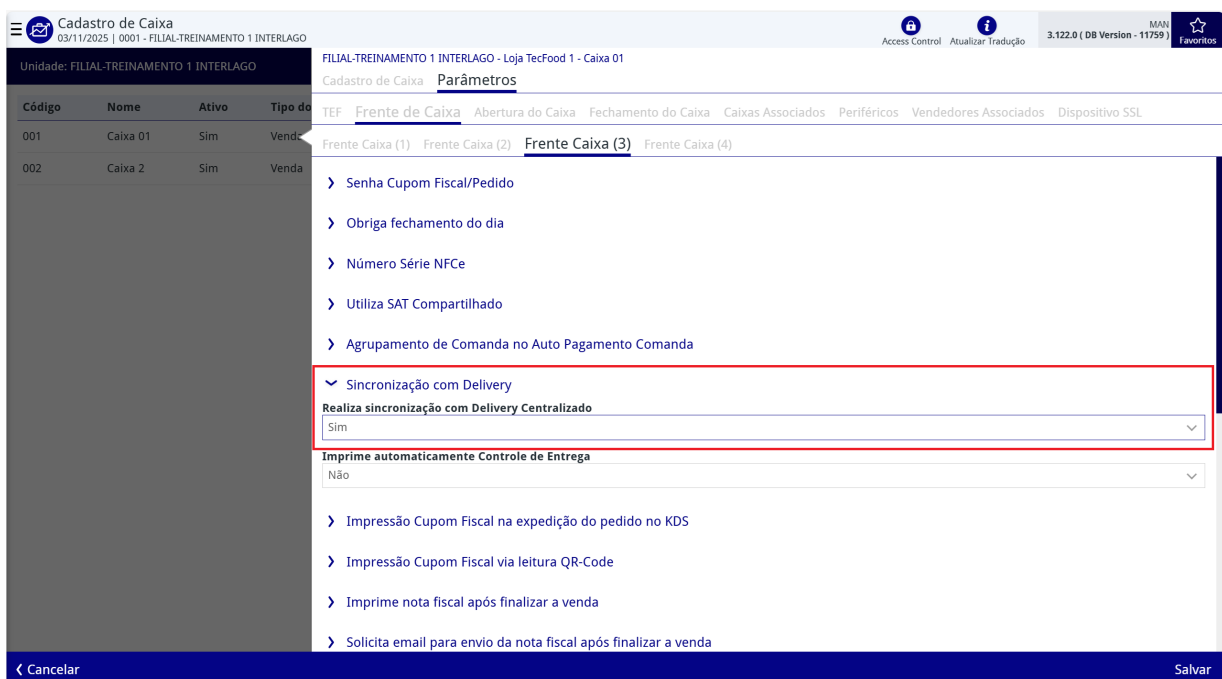 Cadastro de Caixa
03/11/2025 | 0001 - FILIAL-TREINAMENTO 1 INTERLAGO
Access Control
Atualizar Tradução
MAN
3.122.0 ( DB Version - 11759 )
Favoritos
Unidade: FILIAL-TREINAMENTO 1 INTERLAGO
Código Nome Ativo Tipo do
001 Caixa 01 Sim Venda
002 Caixa 2 Sim Venda
FILIAL-TREINAMENTO 1 INTERLAGO - Loja TecFood 1 - Caixa 01
Cadastro de Caixa Parâmetros
TEF Frente de Caixa Abertura do Caixa Fechamento do Caixa Caixas Associados Periféricos Vendedores Associados Dispositivo SSL
Frente Caixa (1) Frente Caixa (2) Frente Caixa (3) Frente Caixa (4)
Senha Cupom Fiscal/Pedido
Obriga fechamento do dia
Número Série NFCe
Utiliza SAT Compartilhado
Agrupamento de Comanda no Auto Pagamento Comanda
Sincronização com Delivery
Realiza sincronização com Delivery Centralizado
Sim
Imprime automaticamente Controle de Entrega
Não
Impressão Cupom Fiscal na expedição do pedido no KDS
Impressão Cupom Fiscal via leitura QR-Code
Imprime nota fiscal após finalizar a venda
Solicita email para envio da nota fiscal após finalizar a venda
Cancelar
Salvar